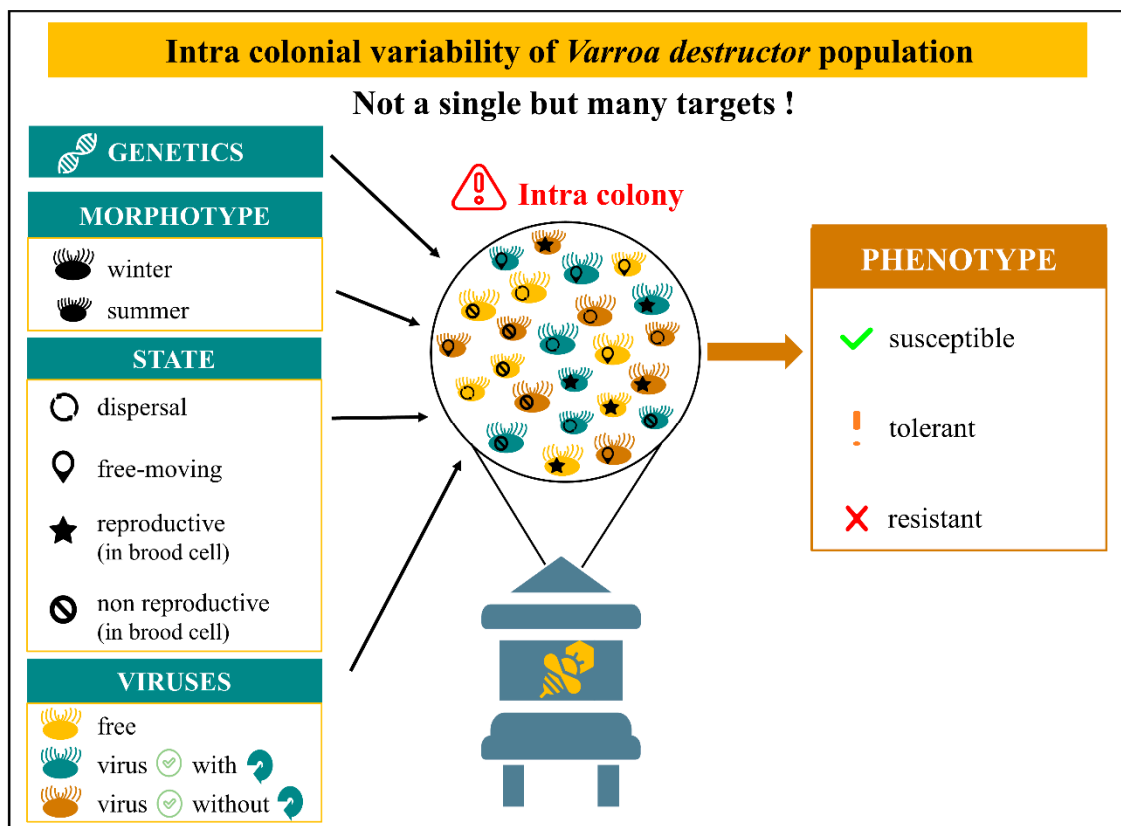 Intra colonial variability of Varroa destructor population
Not a single but many targets !
GENETICS
MORPHOTYPE
winter
summer
STATE
dispersal
free-moving
reproductive
(in brood cell)
non reproductive
(in brood cell)
VIRUSES
free
virus with
virus without
Intra colony
PHENOTYPE
susceptible
tolerant
resistant